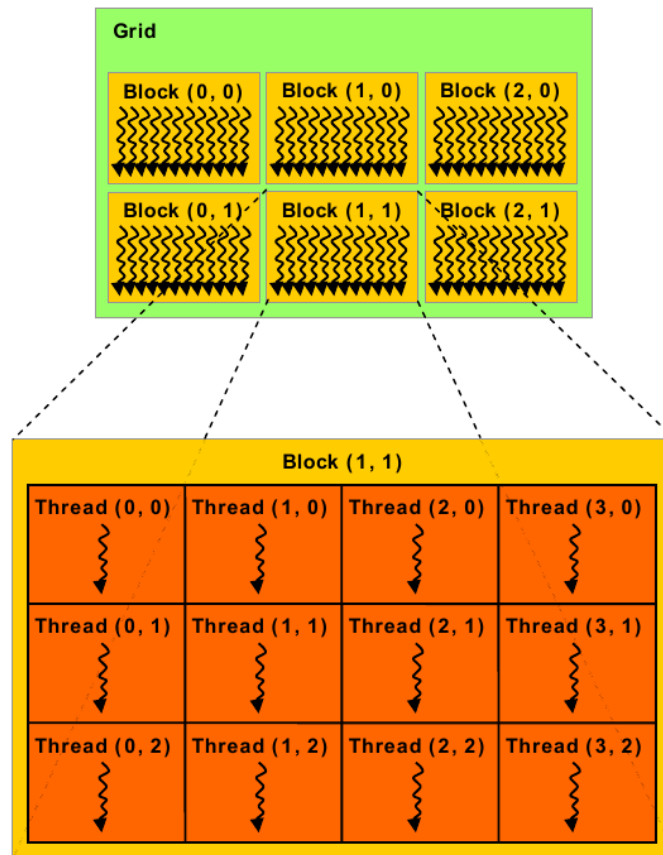 Grid
Block (0, 0) Block (1, 0) Block (2, 0)
Block (0, 1) Block (1, 1) Block (2, 1)
Block (1, 1)
Thread (0, 0) Thread (1, 0) Thread (2, 0) Thread (3, 0)
Thread (0, 1) Thread (1, 1) Thread (2, 1) Thread (3, 1)
Thread (0, 2) Thread (1, 2) Thread (2, 2) Thread (3, 2)